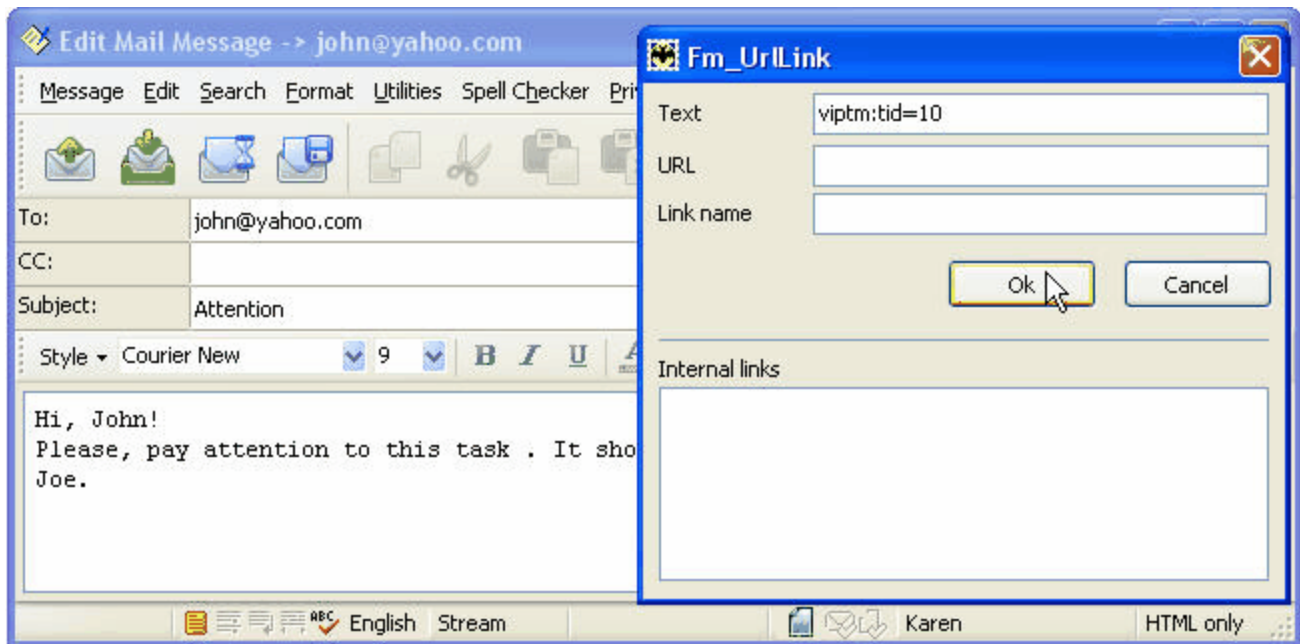 Edit Mail Message -> john@yahoo.com
Message Edit Search Format Utilities Spell Checker
To: john@yahoo.com
CC:
Subject: Attention
Style Courier New 9 B I U
Hi, John!
Please, pay attention to this task . It sho
Joe.
ABC English Stream Karen HTML only
Fm_UrlLink
Text viptm:tid=10
URL
Link name
Ok Cancel
Internal links